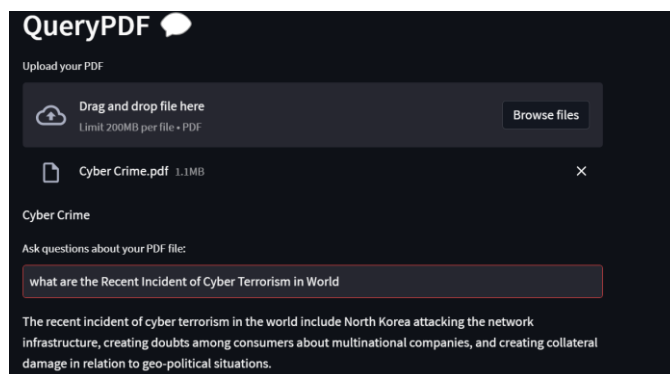 QueryPDF
Upload your PDF
Drag and drop file here
Limit 200MB per file • PDF
Browse files
Cyber Crime.pdf 1.1MB
Cyber Crime
Ask questions about your PDF file:
what are the Recent Incident of Cyber Terrorism in World
The recent incident of cyber terrorism in the world include North Korea attacking the network
infrastructure, creating doubts among consumers about multinational companies, and creating collateral
damage in relation to geo-political situations.